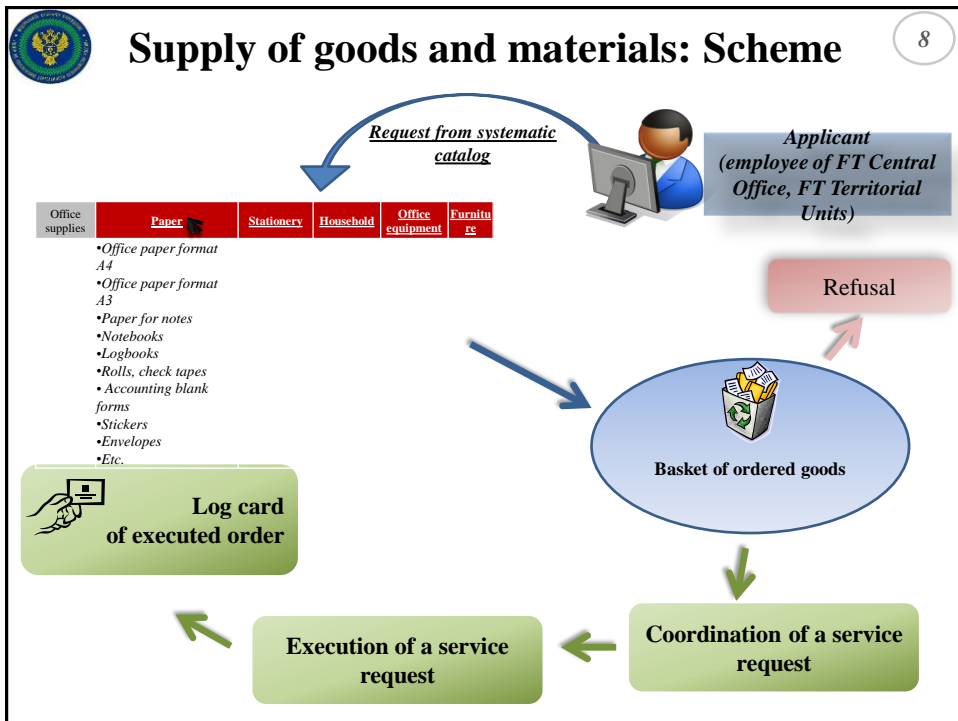 Supply of goods and materials: Scheme
8
Request from systematic
catalog
Applicant
(employee of FT Central
Office, FT Territorial
Units)
Office
supplies
Paper
Stationery
Household
Office
equipment
Furnitu
re
•Office paper format
A4
•Office paper format
A3
•Paper for notes
•Notebooks
•Logbooks
•Rolls, check tapes
• Accounting blank
forms
•Stickers
•Envelopes
•Etc.
Refusal
Basket of ordered goods
Log card
of executed order
Execution of a service
request
Coordination of a service
request